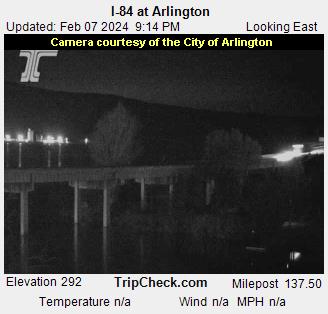 I-84 at Arlington
Updated: Feb 07 2024 9:14 PM Looking East
Camera courtesy of the City of Arlington
Elevation 292 TripCheck.com Milepost 137.50
Temperature n/a Wind n/a MPH n/a